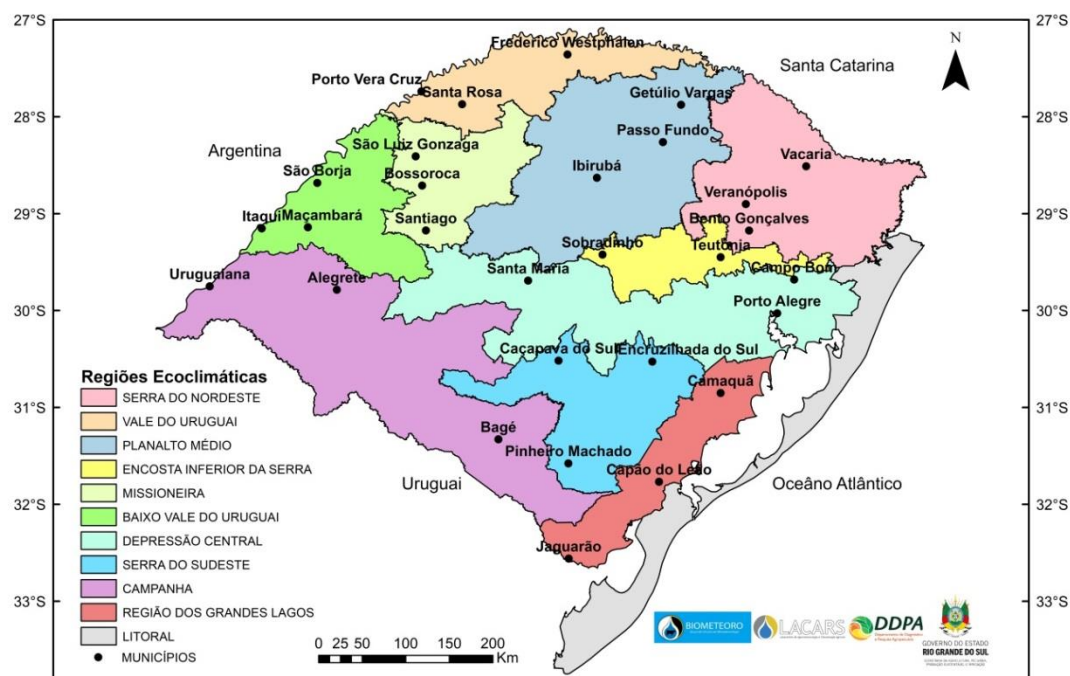 27°S
27°S
Frederico Westphalen
N
Santa Catarina
Porto Vera Cruz
Santa Rosa
Getúlio Vargas
28°S
28°S
Passo Fundo
Argentina
São Luiz Gonzaga
Vacaria
São Borja
Bossoroca
Ibirubá
Veranópolis
29°S
29°S
Itaqui
Maçambará
Santiago
Bento Gonçalves
Sobradinho
Teutônia
Uruguaiana
Alegrete
Santa Maria
Campo Bom
30°S
30°S
Porto Alegre
Caçapava do Sul
Encruzilhada do Sul
Regiões Ecoclimáticas
Camaquã
SERRA DO NORDESTE
31°S
31°S
VALE DO URUGUAI
Bagé
PLANALTO MÉDIO
Pinheiro Machado
ENCOSTA INFERIOR DA SERRA
Capão do Leão
Uruguai
Oceâno Atlântico
MISSIONEIRA
32°S
32°S
BAIXO VALE DO URUGUAI
DEPRESSÃO CENTRAL
Jaguarão
SERRA DO SUDESTE
CAMPANHA
33°S
33°S
REGIÃO DOS GRANDES LAGOS
LITORAL
MUNICÍPIOS
0 25 50 100 150 200
Km
BIOMETEORO
LACARS
DDPA
GOVERNO DO ESTADO
RIO GRANDE DO SUL